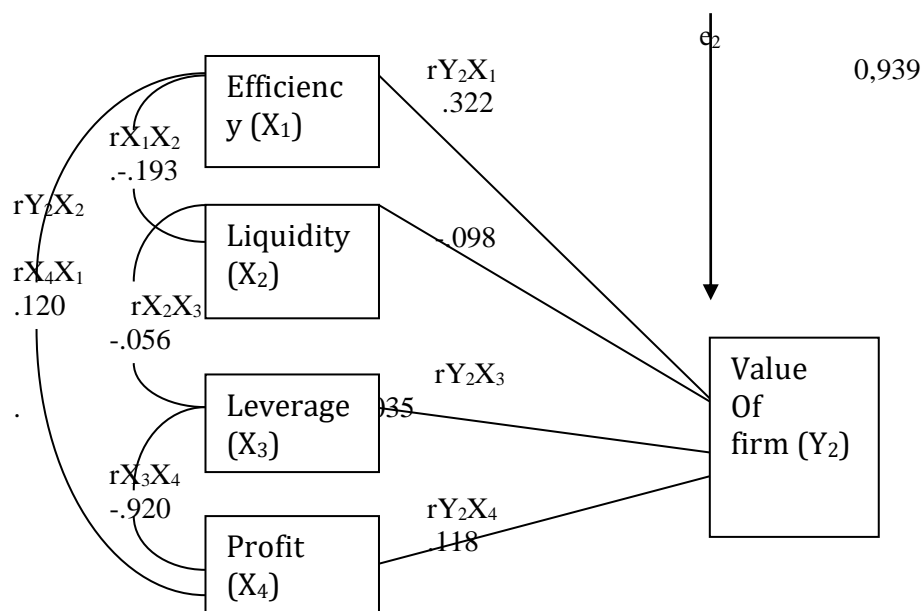 e₂
0,939
rY₂X₁
.322
Efficienc
y (X₁)
rX₁X₂
.-.193
rY₂X₂
-.098
Liquidity
(X₂)
rX₄X₁
.120
rX₂X₃
-.056
rY₂X₃
035
Leverage
(X₃)
.
rX₃X₄
-.920
rY₂X₄
.118
Profit
(X₄)
Value
Of
firm (Y₂)